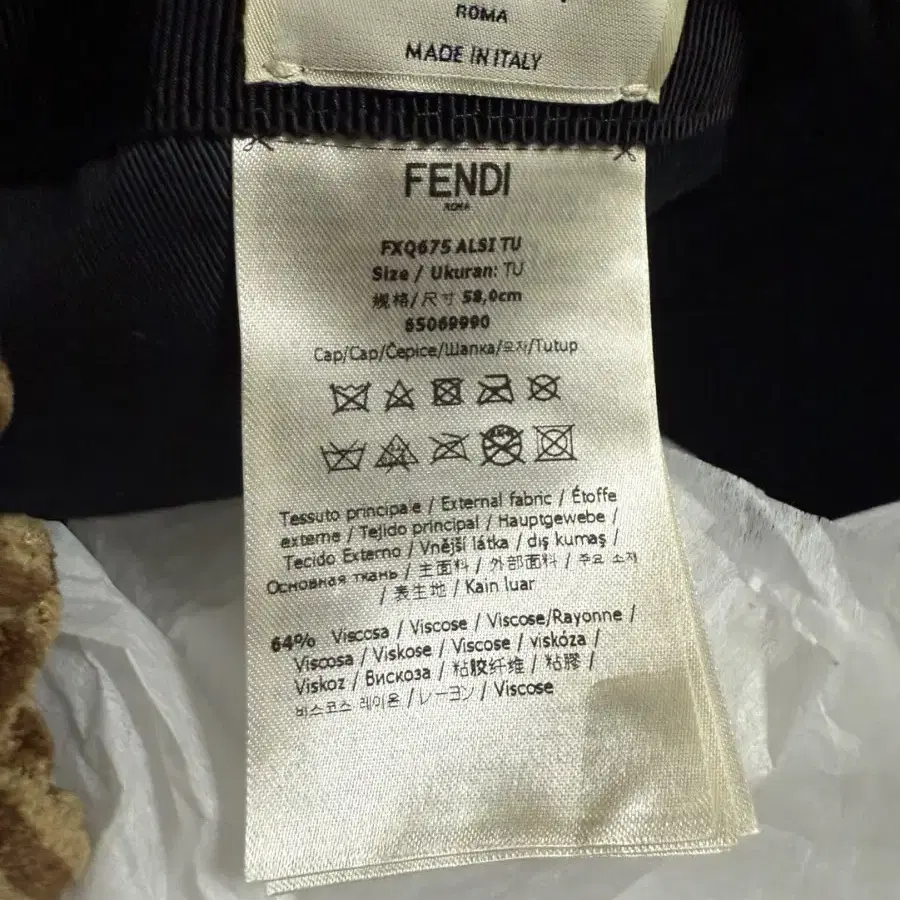 ROMA
MADE IN ITALY
FENDI
ROMA
FXQ675 ALSI TU
Size / Ukuran: TU
规格/尺寸 58,0cm
65069990
Cap/Cap/Čepice/Шапка/모자/Tutup
Tessuto principale / External fabric / Étoffe
externe / Tejido principal / Hauptgewebe /
Tecido Externo / Vnější látka / dış kumaş /
Основная ткань / 主面料 / 外部面料 / 주요 소재
/ 表生地 / Kain luar
64% Viscosa / Viscose / Viscose/Rayonne /
Viscosa / Viskose / Viscose / viskóza /
Viskoz / Вискоза / 粘胶纤维 / 粘膠 /
비스코스 레이온 / レーヨン / Viscose